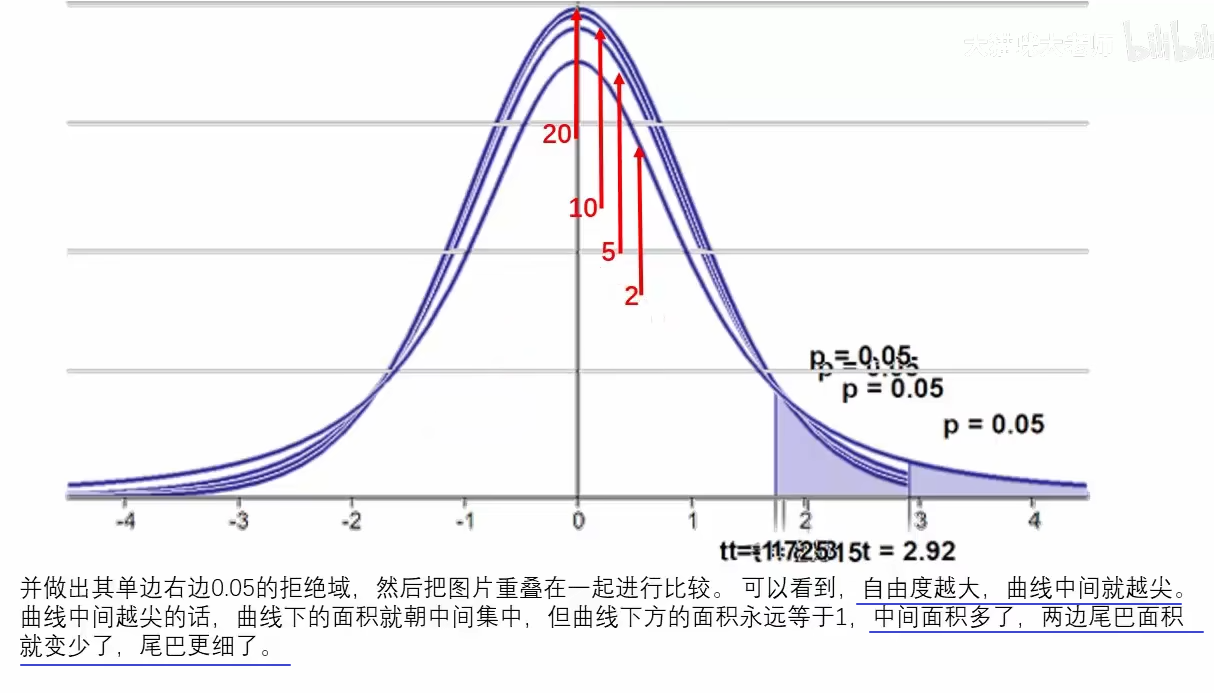 bilibili
20
10
5
2
p = 0.05
p = 0.05
p = 0.05
p = 0.05
-4 -3 -2 -1 0 1 2 3 4
t = 2.92
并做出其单边右边0.05的拒绝域，然后把图片重叠在一起进行比较。 可以看到，自由度越大，曲线中间就越尖。
曲线中间越尖的话，曲线下的面积就朝中间集中，但曲线下方的面积永远等于1，中间面积多了，两边尾巴面积
就变少了，尾巴更细了。